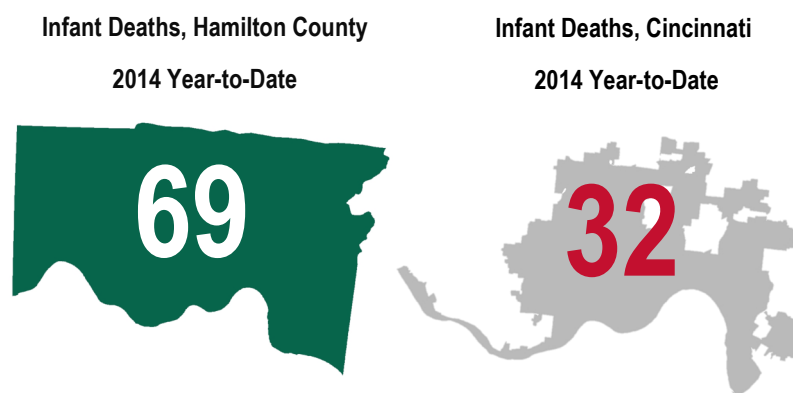 Infant Deaths, Hamilton County
2014 Year-to-Date
69
Infant Deaths, Cincinnati
2014 Year-to-Date
32